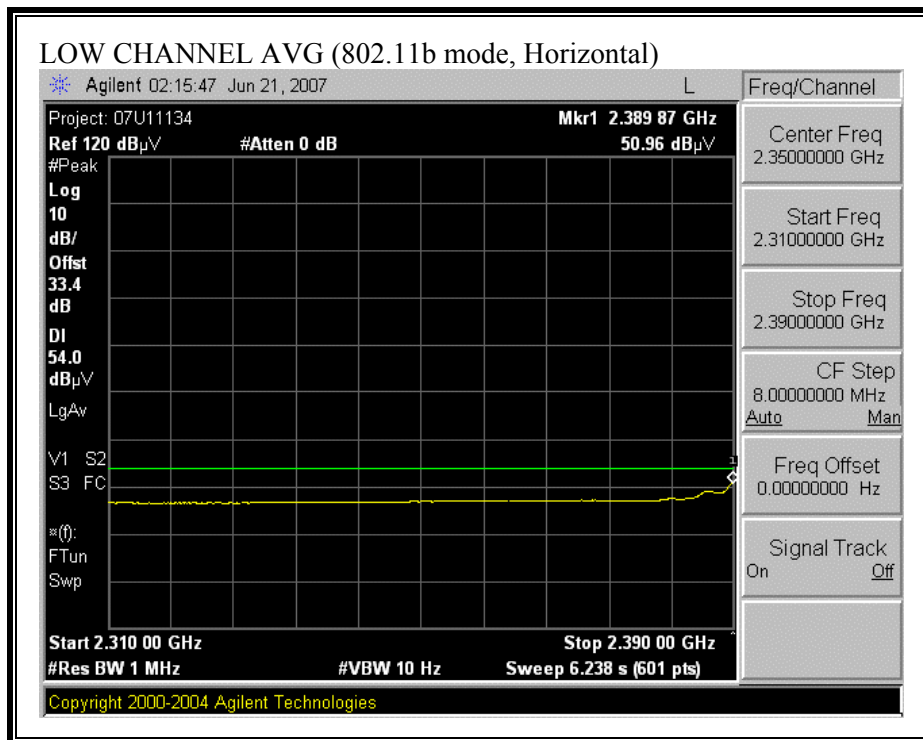 LOW CHANNEL AVG (802.11b mode, Horizontal)
Agilent 02:15:47 Jun 21, 2007 L
Project: 07U11134 Mkr1 2.389 87 GHz
Ref 120 dBµV #Atten 0 dB 50.96 dBµV
#Peak
Log
10
dB/
Offst
33.4
dB
DI
54.0
dBµV
LgAv
V1 S2
S3 FC
¤(f):
FTun
Swp
1
Start 2.310 00 GHz Stop 2.390 00 GHz
#Res BW 1 MHz #VBW 10 Hz Sweep 6.238 s (601 pts)
Copyright 2000-2004 Agilent Technologies
Freq/Channel
Center Freq
2.35000000 GHz
Start Freq
2.31000000 GHz
Stop Freq
2.39000000 GHz
CF Step
8.00000000 MHz
Auto Man
Freq Offset
0.00000000 Hz
Signal Track
On Off